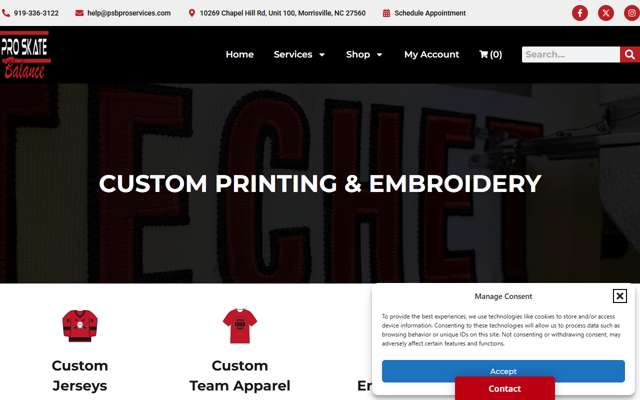 919-336-3122
help@psbproservices.com
10269 Chapel Hill Rd, Unit 100, Morrisville, NC 27560
Schedule Appointment
PRO SKATE
Balance
Home
Services
Shop
My Account
(0)
Search...
CUSTOM PRINTING & EMBROIDERY
Custom
Jerseys
Custom
Team Apparel
Manage Consent
To provide the best experiences, we use technologies like cookies to store and/or access
device information. Consenting to these technologies will allow us to process data such as
browsing behavior or unique IDs on this site. Not consenting or withdrawing consent, may
adversely affect certain features and functions.
Accept
Contact